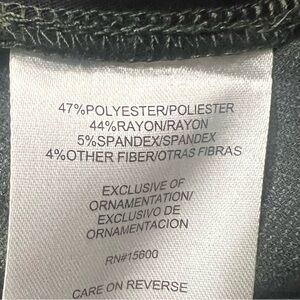 47%POLYESTER/POLIESTER
44%RAYON/RAYON
5%SPANDEX/SPANDEX
4%OTHER FIBER/OTRAS FIBRAS
EXCLUSIVE OF
ORNAMENTATION/
EXCLUSIVO DE
ORNAMENTACION
RN#15600
CARE ON REVERSE